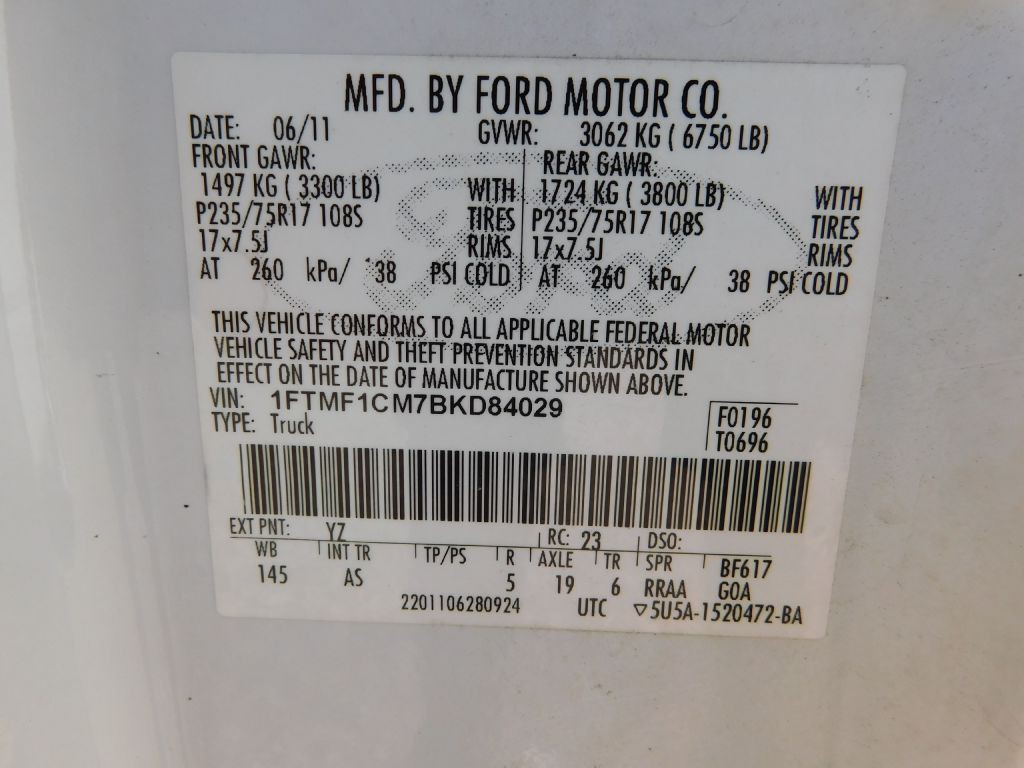 MFD. BY FORD MOTOR CO.
DATE: 06/11 GVWR: 3062 KG ( 6750 LB)
FRONT GAWR: REAR GAWR:
1497 KG ( 3300 LB) WITH 1724 KG ( 3800 LB) WITH
P235/75R17 108S TIRES P235/75R17 108S TIRES
17x7.5J RIMS 17x7.5J RIMS
AT 260 kPa/ 38 PSI COLD AT 260 kPa/ 38 PSI COLD
Ford
THIS VEHICLE CONFORMS TO ALL APPLICABLE FEDERAL MOTOR
VEHICLE SAFETY AND THEFT PREVENTION STANDARDS IN
EFFECT ON THE DATE OF MANUFACTURE SHOWN ABOVE.
VIN: 1FTMF1CM7BKD84029
TYPE: Truck
F0196
T0696
EXT PNT: YZ RC: 23 DSO:
WB INT TR TP/PS R AXLE TR SPR BF617
145 AS 5 19 6 RRAA GOA
2201106280924 UTC ▽5U5A-1520472-BA